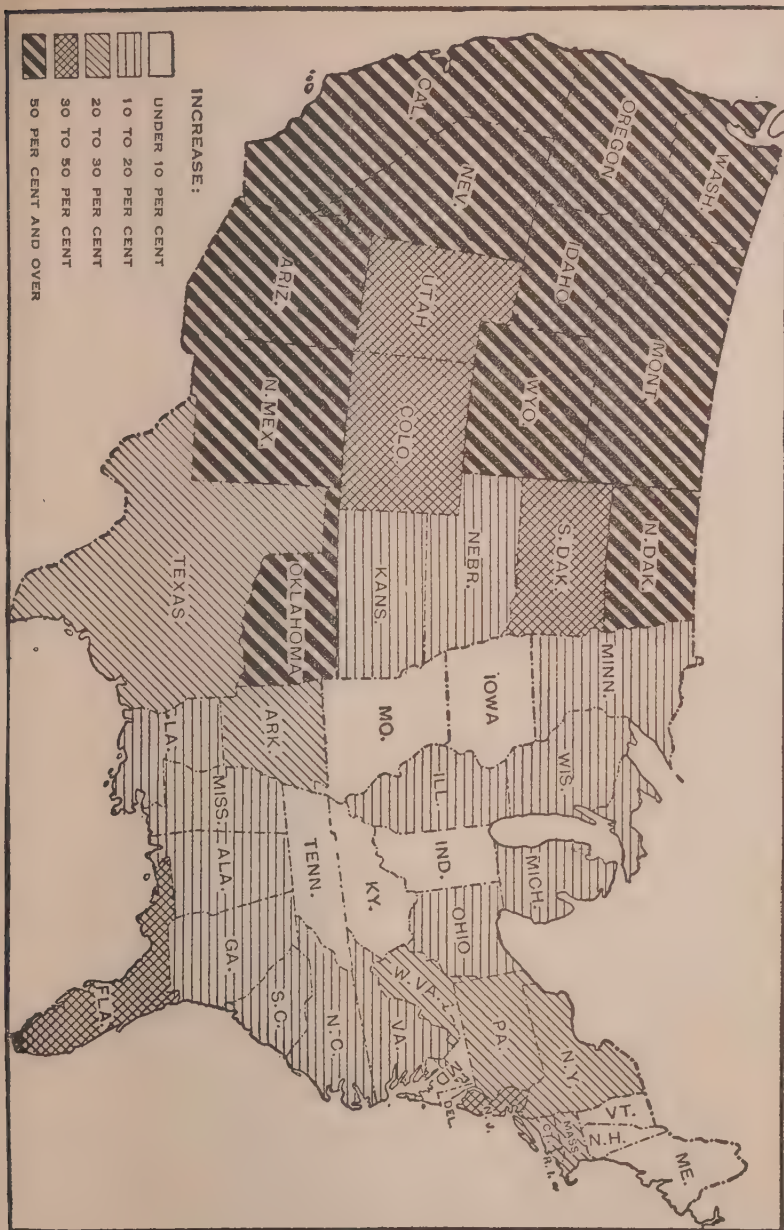 WASH.
OREGON
CAL.
NEV.
IDAHO
MONT.
WYO.
UTAH
COLO.
ARIZ.
N.MEX.
N.DAK.
S.DAK.
NEBR.
KANS.
OKLAHOMA
TEXAS
MINN.
IOWA
MO.
ARK.
LA.
WIS.
ILL.
MICH.
IND.
OHIO
KY.
TENN.
MISS.
ALA.
GA.
FLA.
S.C.
N.C.
VA.
W.VA.
PA.
N.Y.
N.J.
DEL.
MD.
VT.
N.H.
ME.
MASS.
CT.
R.I.
INCREASE:
UNDER 10 PER CENT
10 TO 20 PER CENT
20 TO 30 PER CENT
30 TO 50 PER CENT
50 PER CENT AND OVER